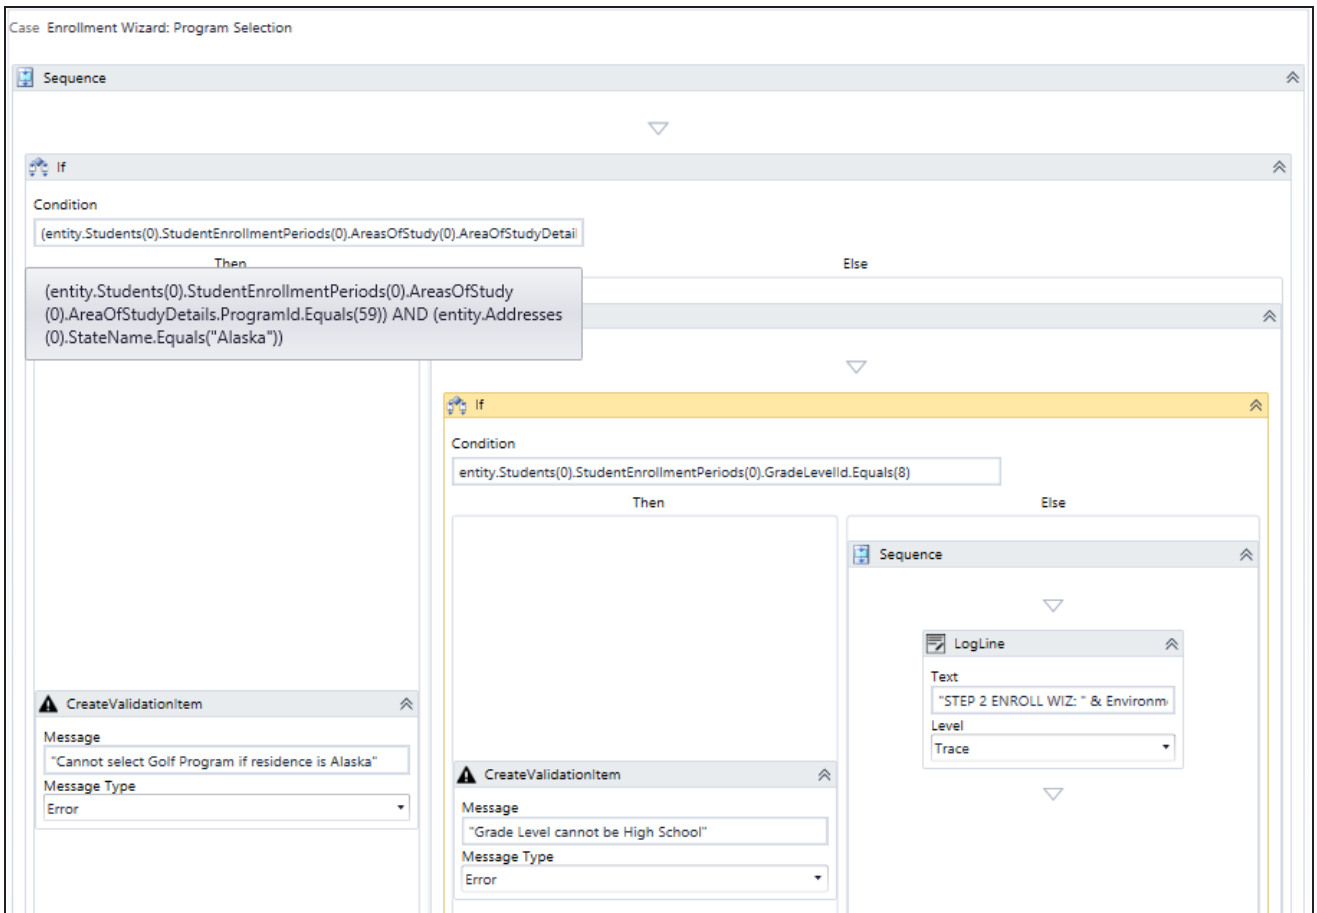 Case Enrollment Wizard: Program Selection
Sequence
If
Condition
(entity.Students(0).StudentEnrollmentPeriods(0).AreasOfStudy(0).AreaOfStudyDetail
Then
Else
(entity.Students(0).StudentEnrollmentPeriods(0).AreasOfStudy
(0).AreaOfStudyDetails.ProgramId.Equals(59)) AND (entity.Addresses
(0).StateName.Equals("Alaska"))
If
Condition
entity.Students(0).StudentEnrollmentPeriods(0).GradeLevelId.Equals(8)
Then
Else
Sequence
LogLine
Text
"STEP 2 ENROLL WIZ: " & Environm
Level
Trace
CreateValidationItem
Message
"Cannot select Golf Program if residence is Alaska"
Message Type
Error
CreateValidationItem
Message
"Grade Level cannot be High School"
Message Type
Error